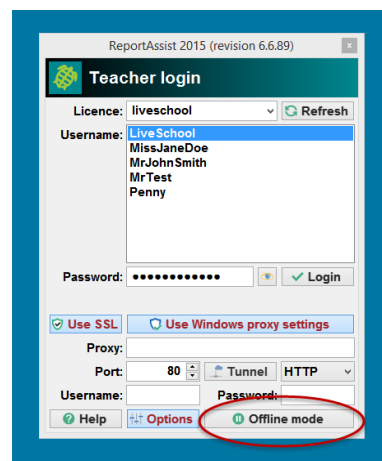 ReportAssist 2015 (revision 6.6.89) x
Teacher login
Licence: liveschool Refresh
Username: LiveSchool
MissJaneDoe
MrJohnSmith
MrTest
Penny
Password: ●●●●●●●●●●●● Login
Use SSL Use Windows proxy settings
Proxy:
Port: 80 Tunnel HTTP
Username: Password:
Help Options Offline mode